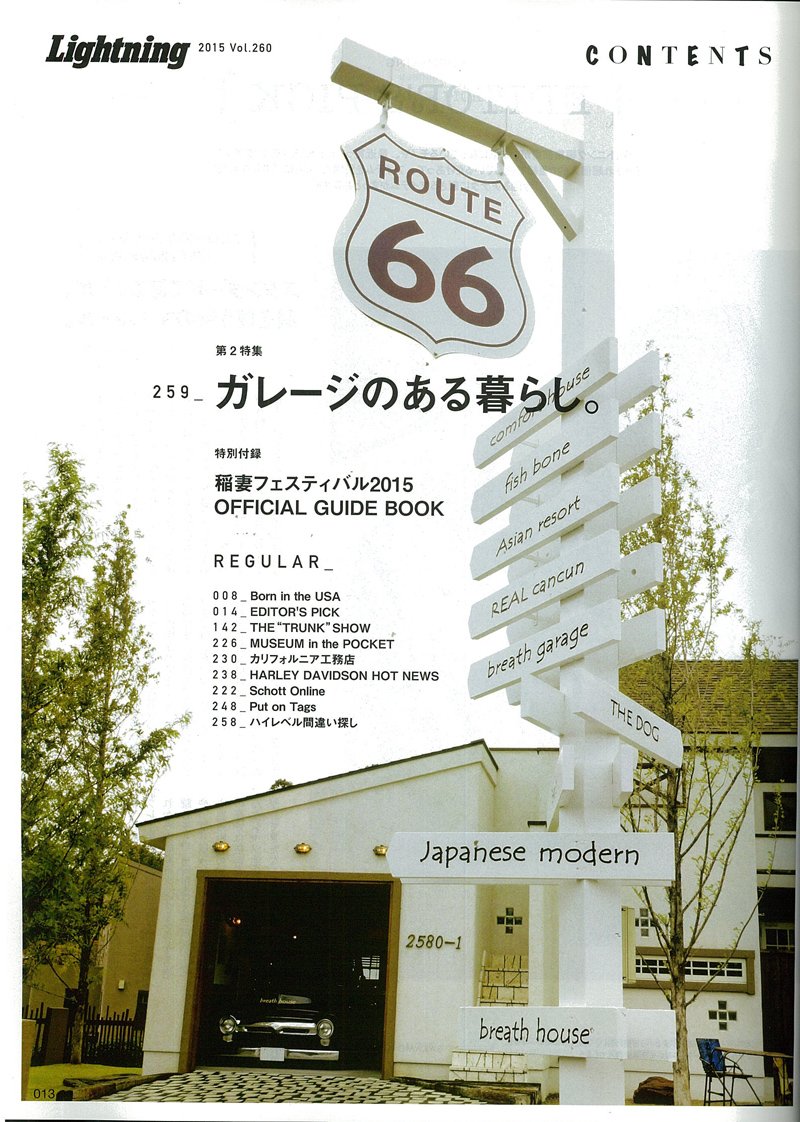 Lightning 2015 Vol.260
CONTENTS
ROUTE
66
第2特集
259_ ガレージのある暮らし。
特別付録
稲妻フェスティバル2015
OFFICIAL GUIDE BOOK
REGULAR_
008_ Born in the USA
014_ EDITOR'S PICK
142_ THE "TRUNK" SHOW
226_ MUSEUM in the POCKET
230_ カリフォルニア工務店
238_ HARLEY DAVIDSON HOT NEWS
222_ Schott Online
248_ Put on Tags
258_ ハイレベル間違い探し
comfort house
fish bone
Asian resort
REAL cancun
breath garage
THE DOG
Japanese modern
2580-1
breath house
breath house
013